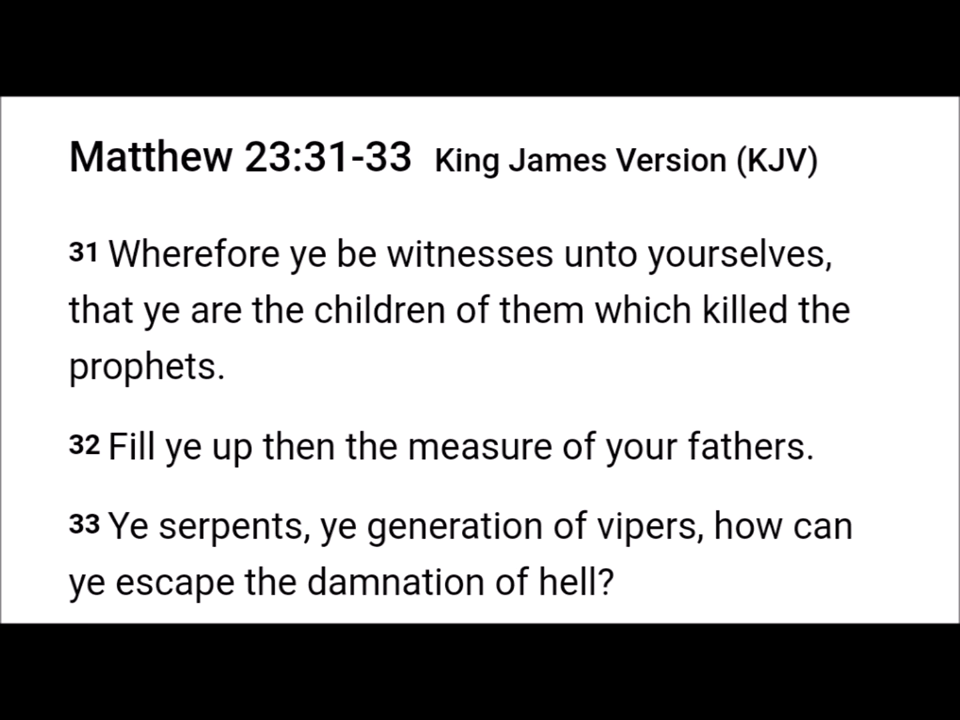 Matthew 23:31-33 King James Version (KJV)
31 Wherefore ye be witnesses unto yourselves,
that ye are the children of them which killed the
prophets.
32 Fill ye up then the measure of your fathers.
33 Ye serpents, ye generation of vipers, how can
ye escape the damnation of hell?